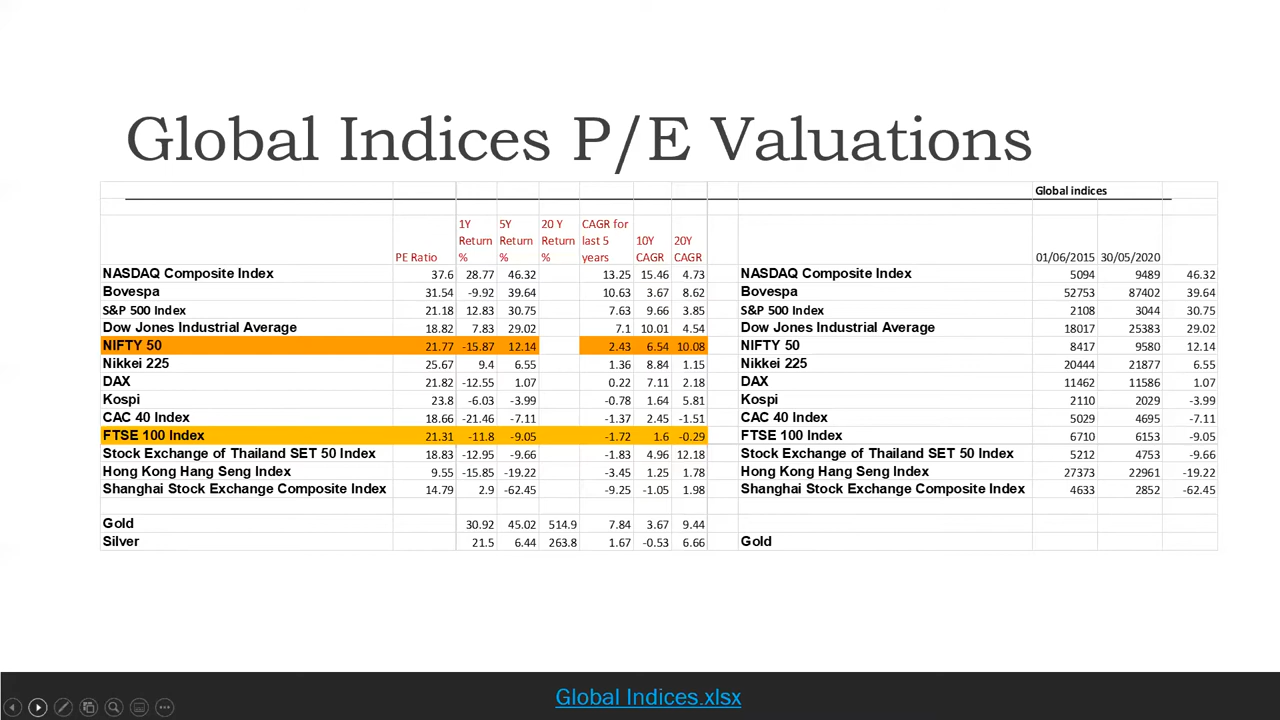 Global Indices P/E Valuations
Global indices
PE Ratio 1Y Return % 5Y Return % 20 Y Return % CAGR for last 5 years 10Y CAGR 20Y CAGR 01/06/2015 30/05/2020
NASDAQ Composite Index 37.6 28.77 46.32 13.25 15.46 4.73 NASDAQ Composite Index 5094 9489 46.32
Bovespa 31.54 -9.92 39.64 10.63 3.67 8.62 Bovespa 52753 87402 39.64
S&P 500 Index 21.18 12.83 30.75 7.63 9.66 3.85 S&P 500 Index 2108 3044 30.75
Dow Jones Industrial Average 18.82 7.83 29.02 7.1 10.01 4.54 Dow Jones Industrial Average 18017 25383 29.02
NIFTY 50 21.77 -15.87 12.14 2.43 6.54 10.08 NIFTY 50 8417 9580 12.14
Nikkei 225 25.67 9.4 6.55 1.36 8.84 1.15 Nikkei 225 20444 21877 6.55
DAX 21.82 -12.55 1.07 0.22 7.11 2.18 DAX 11462 11586 1.07
Kospi 23.8 -6.03 -3.99 -0.78 1.64 5.81 Kospi 2110 2029 -3.99
CAC 40 Index 18.66 -21.46 -7.11 -1.37 2.45 -1.51 CAC 40 Index 5029 4695 -7.11
FTSE 100 Index 21.31 -11.8 -9.05 -1.72 1.6 -0.29 FTSE 100 Index 6710 6153 -9.05
Stock Exchange of Thailand SET 50 Index 18.83 -12.95 -9.66 -1.83 4.96 12.18 Stock Exchange of Thailand SET 50 Index 5212 4753 -9.66
Hong Kong Hang Seng Index 9.55 -15.85 -19.22 -3.45 1.25 1.78 Hong Kong Hang Seng Index 27373 22961 -19.22
Shanghai Stock Exchange Composite Index 14.79 2.9 -62.45 -9.25 -1.05 1.98 Shanghai Stock Exchange Composite Index 4633 2852 -62.45
Gold 30.92 45.02 514.9 7.84 3.67 9.44
Silver 21.5 6.44 263.8 1.67 -0.53 6.66 Gold
Global Indices.xlsx